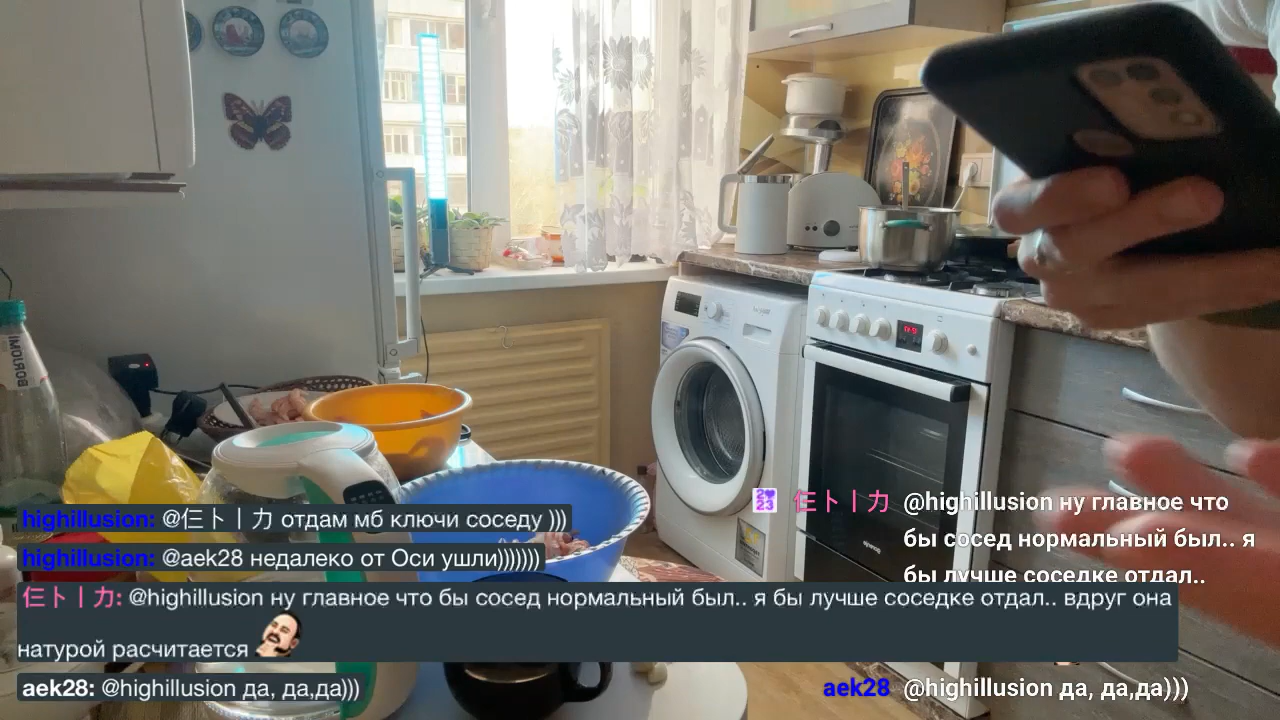 BORJOMI
highillusion: @仨卜丨力 отдам мб ключи соседу )))
highillusion: @aek28 недалеко от Оси ушли)))))))
仨卜丨力: @highillusion ну главное что бы сосед нормальный был.. я бы лучше соседке отдал.. вдруг она
натурой расчитается
aek28: @highillusion да, да,да)))
2023 仨卜丨力 @highillusion ну главное что
бы сосед нормальный был.. я
бы лучше соседке отдал..
aek28 @highillusion да, да,да)))